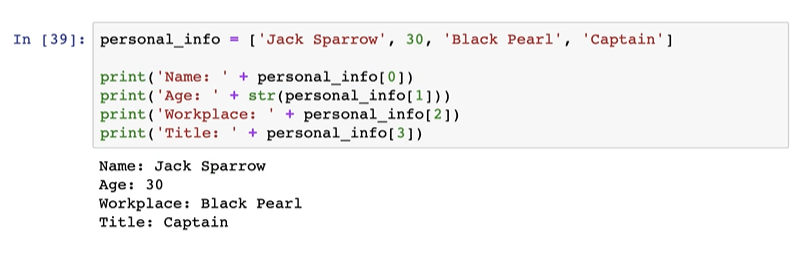 In [39]: personal_info = ['Jack Sparrow', 30, 'Black Pearl', 'Captain']
print('Name: ' + personal_info[0])
print('Age: ' + str(personal_info[1]))
print('Workplace: ' + personal_info[2])
print('Title: ' + personal_info[3])
Name: Jack Sparrow
Age: 30
Workplace: Black Pearl
Title: Captain